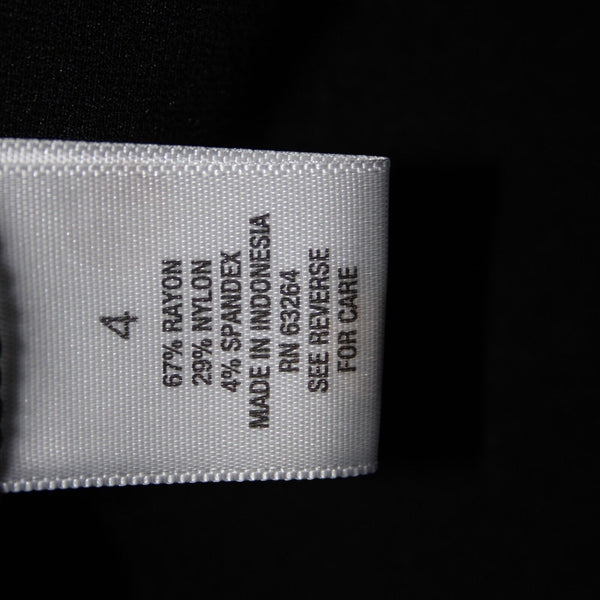 4
67% RAYON
29% NYLON
4% SPANDEX
MADE IN INDONESIA
RN 63264
SEE REVERSE
FOR CARE